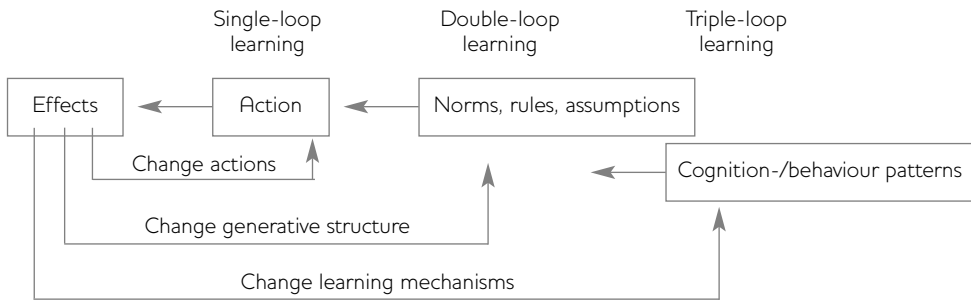 Single-loop
learning
Double-loop
learning
Triple-loop
learning
Effects
Action
Norms, rules, assumptions
Change actions
Cognition-/behaviour patterns
Change generative structure
Change learning mechanisms